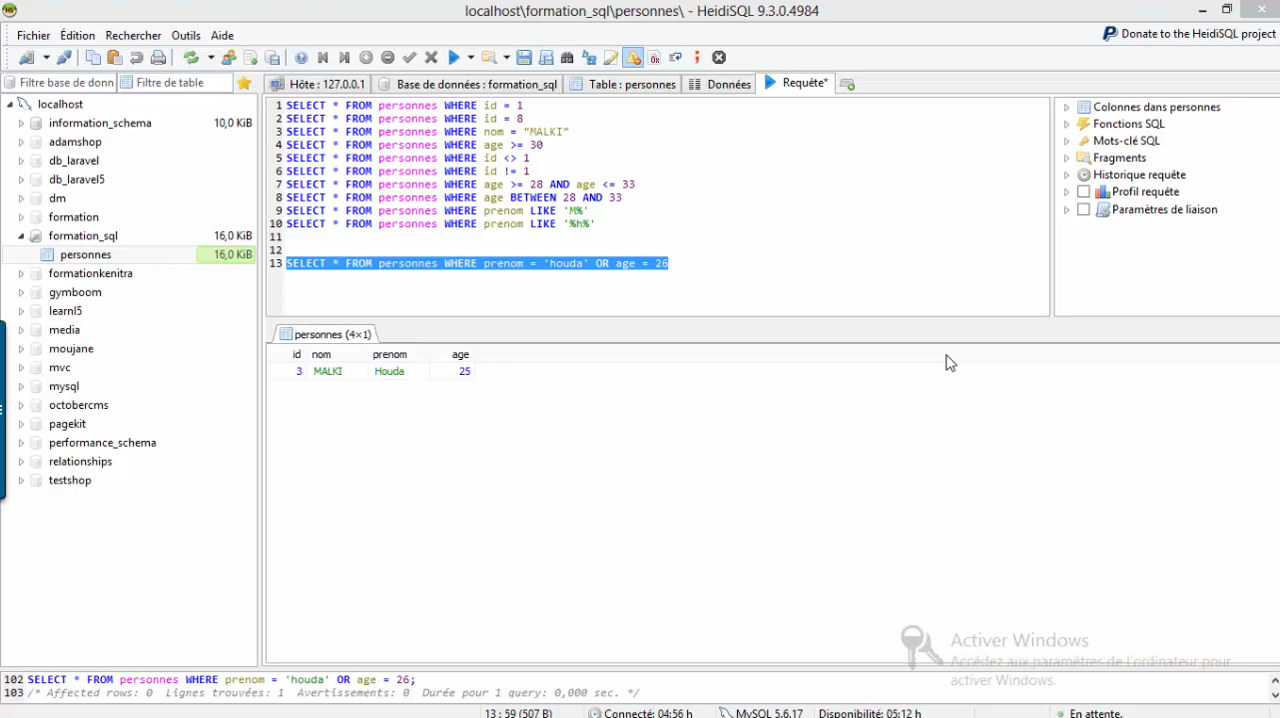 localhost\formation_sql\personnes\ - HeidiSQL 9.3.0.4984
Fichier Édition Rechercher Outils Aide
Donate to the HeidiSQL project
Filtre base de donn
Filtre de table
Hôte : 127.0.0.1
Base de données : formation_sql
Table : personnes
Données
Requête*
localhost
information_schema 10,0 KiB
adamshop
db_laravel
db_laravel5
dm
formation
formation_sql 16,0 KiB
personnes 16,0 KiB
formationkenitra
gymboom
learnl5
media
moujane
mvc
mysql
octobercms
pagekit
performance_schema
relationships
testshop
1 SELECT * FROM personnes WHERE id = 1
2 SELECT * FROM personnes WHERE id = 8
3 SELECT * FROM personnes WHERE nom = "MALKI"
4 SELECT * FROM personnes WHERE age >= 30
5 SELECT * FROM personnes WHERE id <> 1
6 SELECT * FROM personnes WHERE id != 1
7 SELECT * FROM personnes WHERE age >= 28 AND age <= 33
8 SELECT * FROM personnes WHERE age BETWEEN 28 AND 33
9 SELECT * FROM personnes WHERE prenom LIKE 'M%'
10 SELECT * FROM personnes WHERE prenom LIKE '%h%'
11
12
13 SELECT * FROM personnes WHERE prenom = 'houda' OR age = 26
Colonnes dans personnes
Fonctions SQL
Mots-clé SQL
Fragments
Historique requête
Profil requête
Paramètres de liaison
personnes (4×1)
id nom prenom age
3 MALKI Houda 25
Activer Windows
Accédez aux paramètres de l'ordinateur pour
activer Windows.
102 SELECT * FROM personnes WHERE prenom = 'houda' OR age = 26;
103 /* Affected rows: 0 Lignes trouvées: 1 Avertissements: 0 Durée pour 1 query: 0,000 sec. */
13 : 59 (507 B)
Connecté: 04:56 h
MySQL 5.6.17
Disponibilité: 05:12 h
En attente.